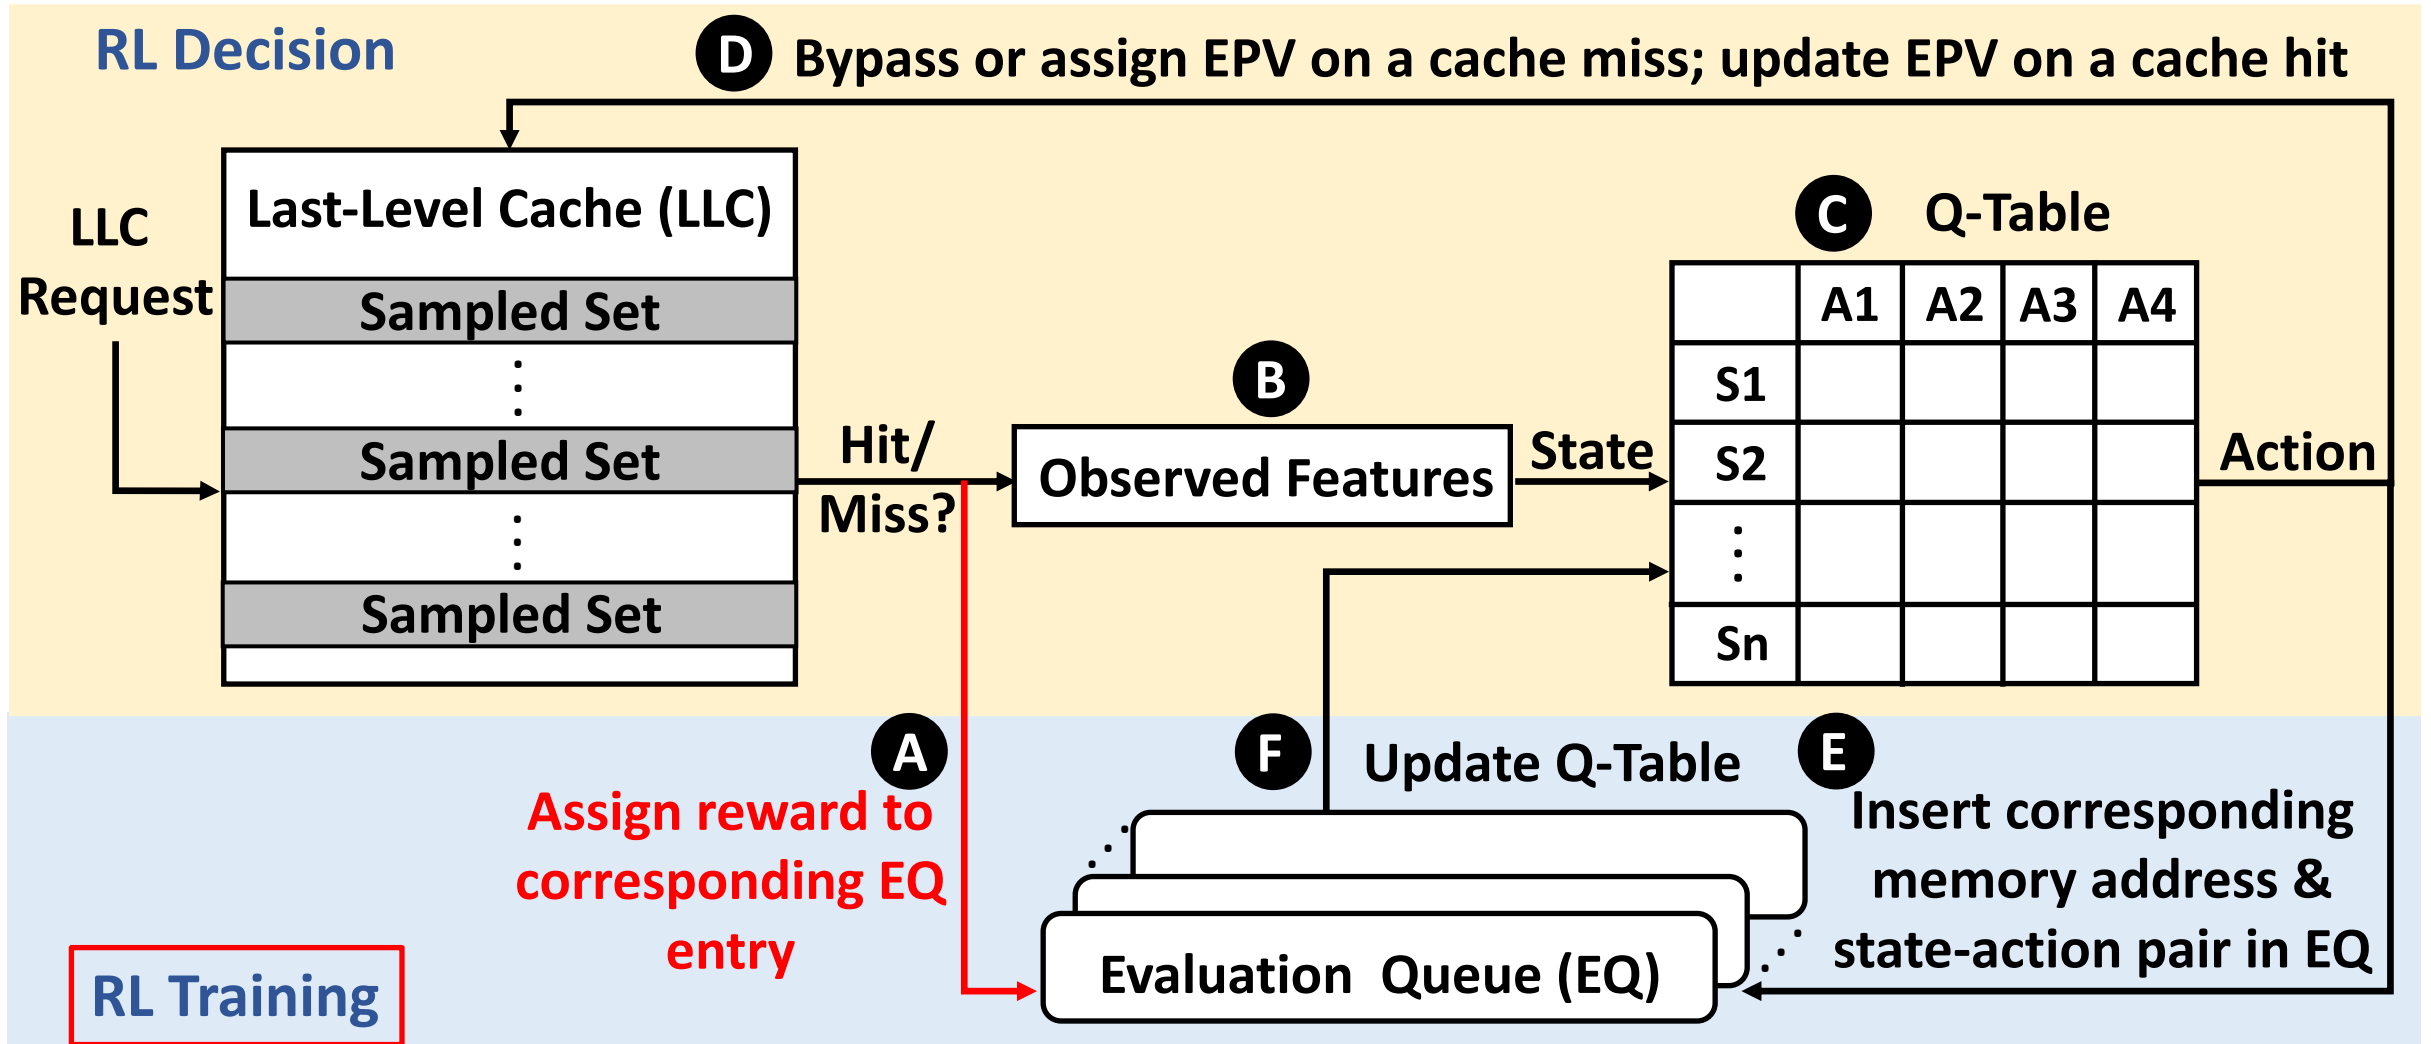 RL Decision
D Bypass or assign EPV on a cache miss; update EPV on a cache hit
LLC
Request
Last-Level Cache (LLC)
Sampled Set
Sampled Set
Sampled Set
Hit/
Miss?
B
Observed Features
State
C Q-Table
A1 A2 A3 A4
S1
S2
Sn
Action
A
Assign reward to
corresponding EQ
entry
F Update Q-Table
E
Insert corresponding
memory address &
state-action pair in EQ
Evaluation Queue (EQ)
RL Training